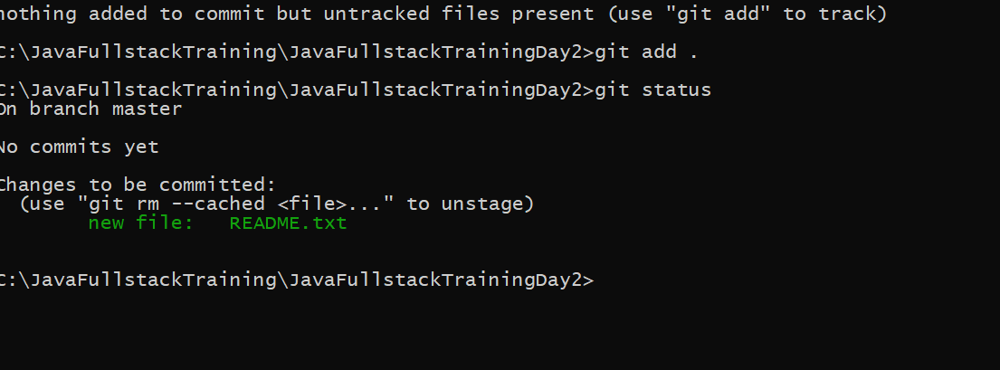 nothing added to commit but untracked files present (use "git add" to track)
C:\JavaFullstackTraining\JavaFullstackTrainingDay2>git add .
C:\JavaFullstackTraining\JavaFullstackTrainingDay2>git status
On branch master
No commits yet
Changes to be committed:
  (use "git rm --cached <file>..." to unstage)
        new file:   README.txt
C:\JavaFullstackTraining\JavaFullstackTrainingDay2>